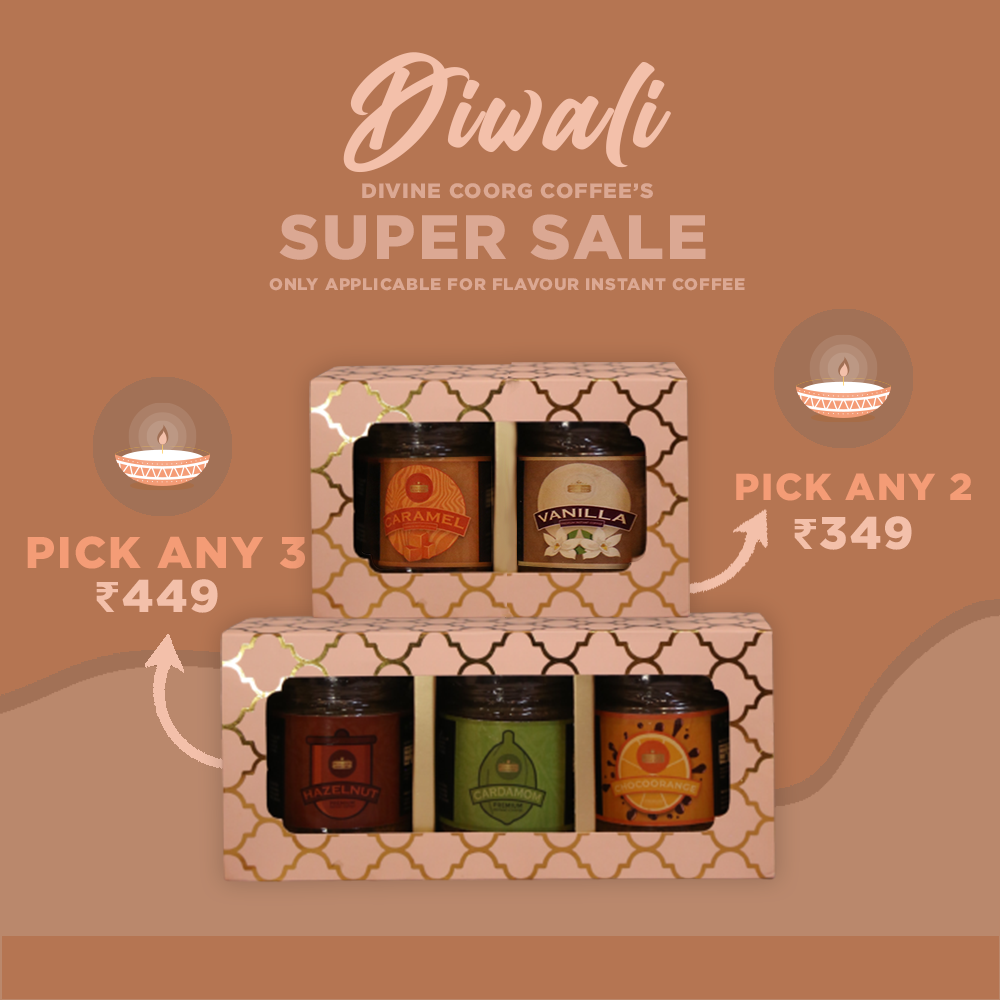 Diwali
DIVINE COORG COFFEE'S
SUPER SALE
ONLY APPLICABLE FOR FLAVOUR INSTANT COFFEE
PICK ANY 2
₹349
PICK ANY 3
₹449
CARAMEL
VANILLA
HAZELNUT
CARDAMOM
PREMIUM
CHOCOORANGE